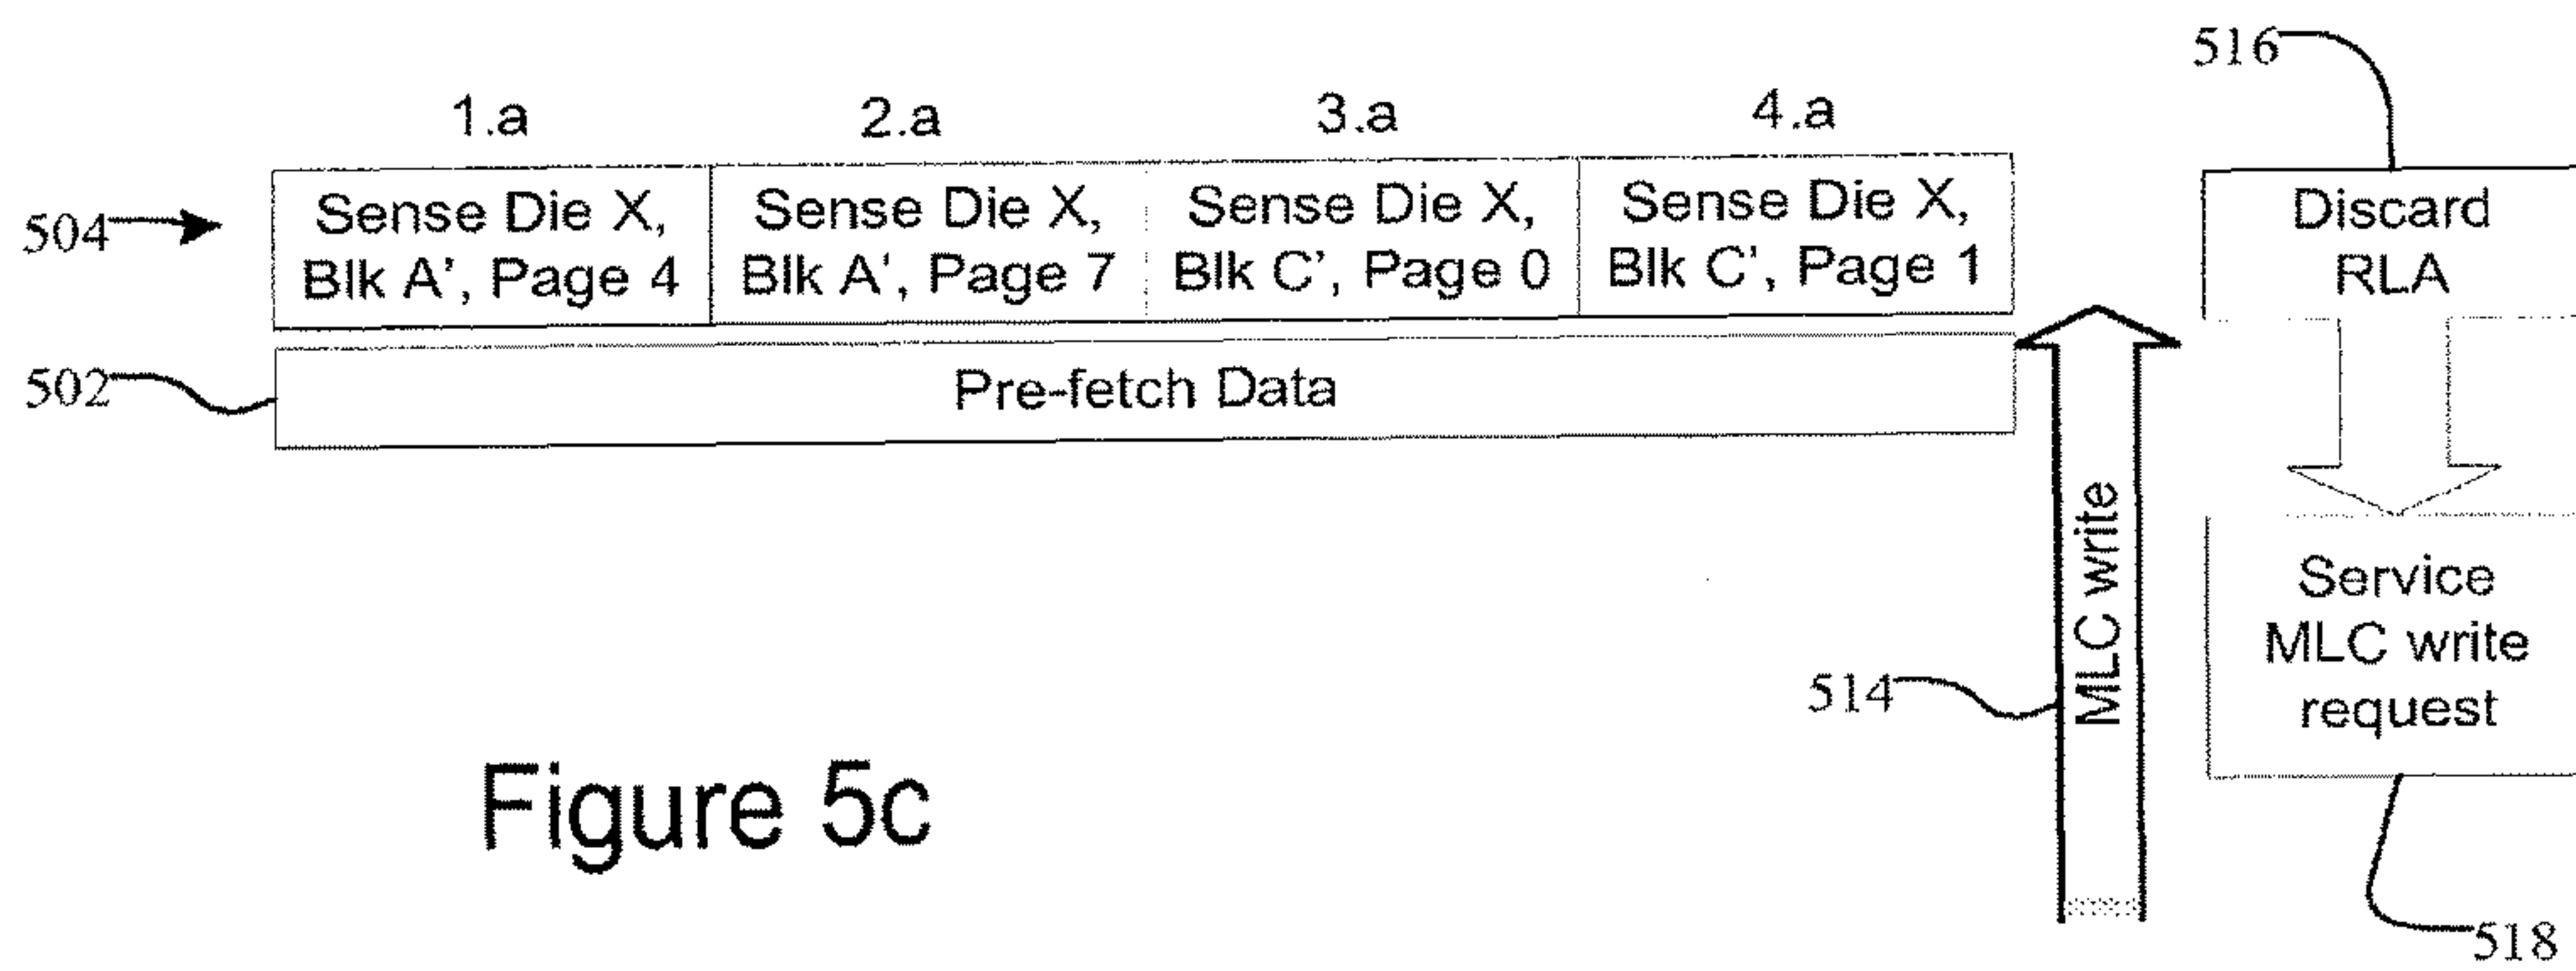 516
1.a 2.a 3.a 4.a
504
Sense Die X,
Blk A', Page 4
Sense Die X,
Blk A', Page 7
Sense Die X,
Blk C', Page 0
Sense Die X,
Blk C', Page 1
Discard
RLA
502
Pre-fetch Data
MLC write
514
Service
MLC write
request
Figure 5c
518